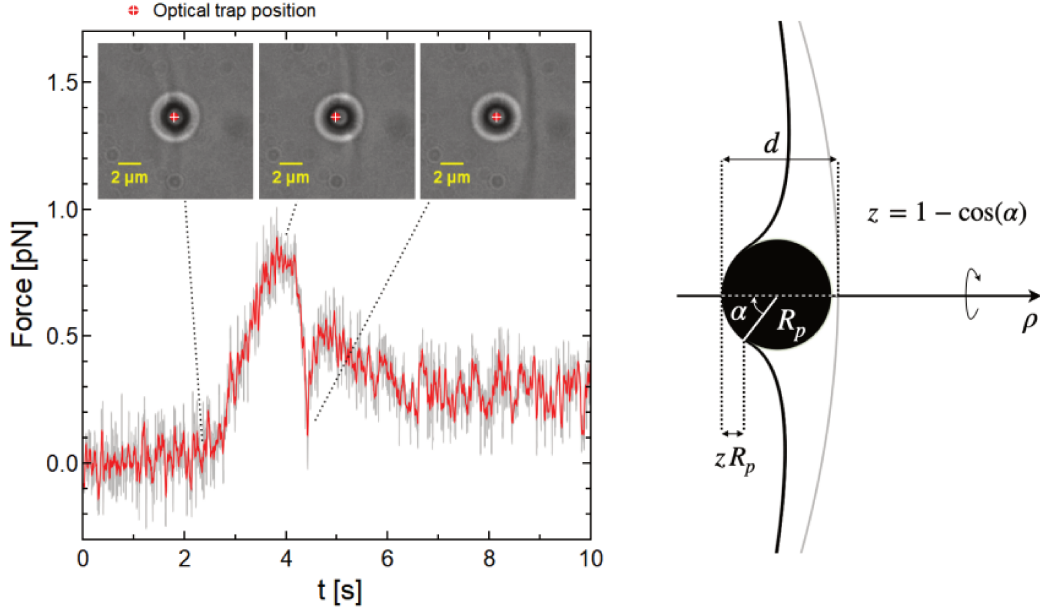 Optical trap position
2 μm
2 μm
2 μm
1.5
1.0
0.5
0.0
Force [pN]
0
2
4
6
8
10
t [s]
d
z = 1 − cos(α)
α
R_p
ρ
zR_p